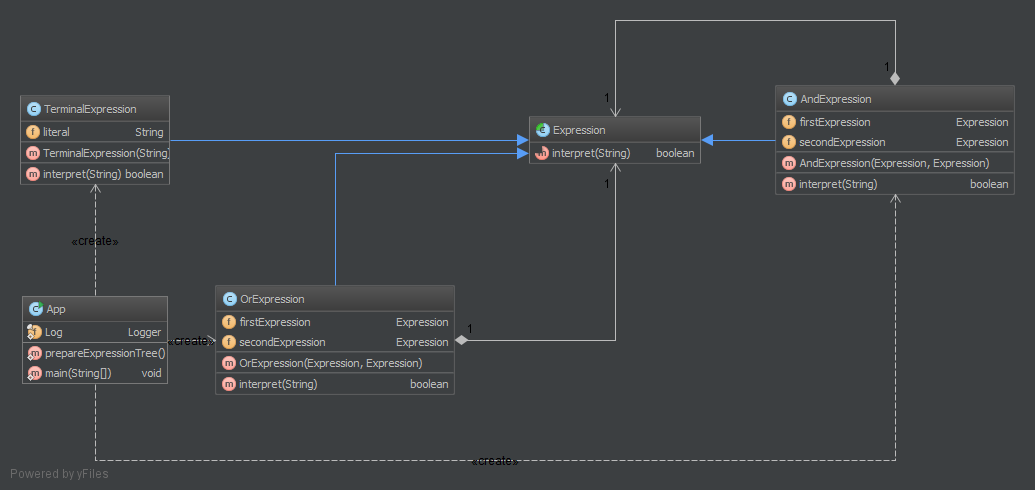 1
1
C AndExpression
f firstExpression Expression
f secondExpression Expression
m AndExpression(Expression, Expression)
m interpret(String) boolean
C TerminalExpression
f literal String
m TerminalExpression(String)
m interpret(String) boolean
C Expression
m interpret(String) boolean
1
«create»
C App
f Log Logger
m prepareExpressionTree()
m main(String[]) void
«create»
C OrExpression
f firstExpression Expression
f secondExpression Expression
m OrExpression(Expression, Expression)
m interpret(String) boolean
1
«create»
Powered by yFiles